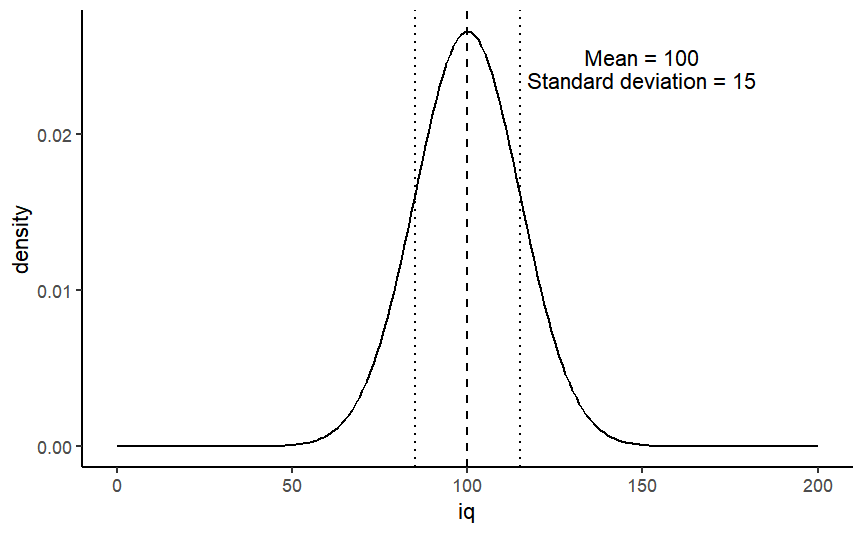 Mean = 100
Standard deviation = 15
density
0.02
0.01
0.00
0 50 100 150 200
iq